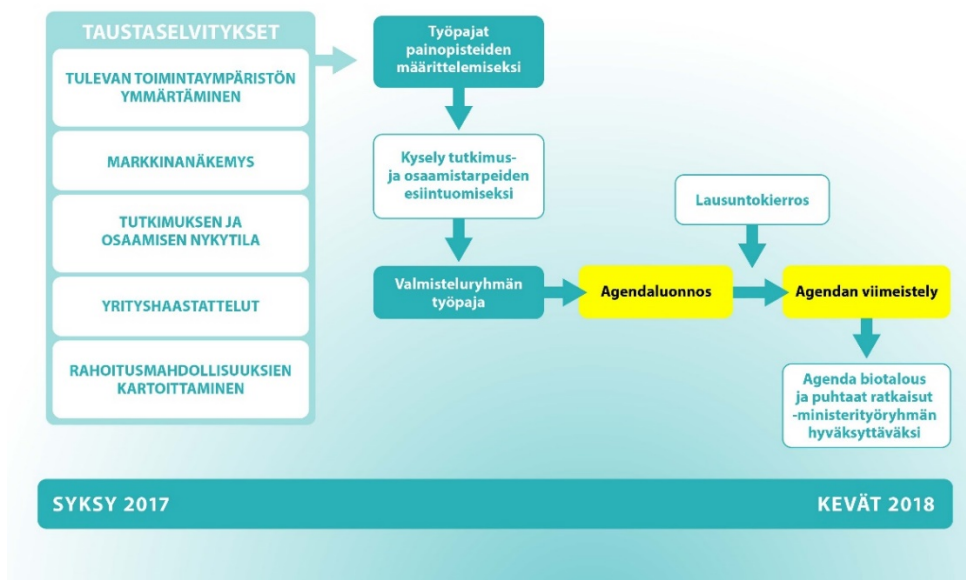 TAUSTASELVITYKSET
TULEVAN TOIMINTAYMPÄRISTÖN
YMMÄRTÄMINEN
MARKKINANÄKEMYS
TUTKIMUKSEN JA
OSAAMISEN NYKYTILA
YRITYSHAASTATTELUT
RAHOITUSMAHDOLLISUUKSIEN
KARTOITTAMINEN
Työpajat
painopisteiden
määrittelemiseksi
Kysely tutkimus-
ja osaamistarpeiden
esiintuomiseksi
Valmisteluryhmän
työpaja
Agendaluonnos
Lausuntokierros
Agendan viimeistely
Agenda biotalous
ja puhtaat ratkaisut
-ministerityöryhmän
hyväksyttäväksi
SYKSY 2017
KEVÄT 2018